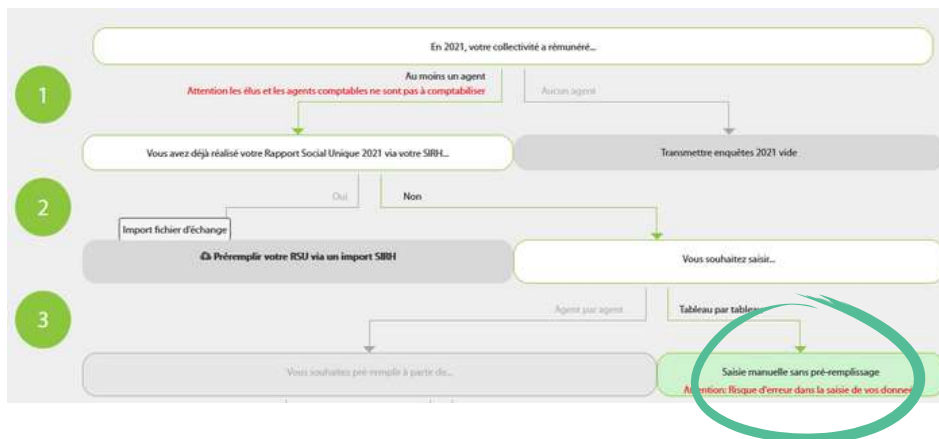 En 2021, votre collectivité a rémunéré...
1
Au moins un agent
Attention les élus et les agents comptables ne sont pas à comptabiliser
Aucun agent
Vous avez déjà réalisé votre Rapport Social Unique 2021 via votre SIRH...
Transmettre enquêtes 2021 vide
2
Oui
Non
Import fichier d'échange
Préremplir votre RSU via un import SIRH
Vous souhaitez saisir...
3
Agent par agent
Tableau par tableau
Vous souhaitez pré-remplir à partir de...
Saisie manuelle sans pré-remplissage
Attention: Risque d'erreur dans la saisie de vos données